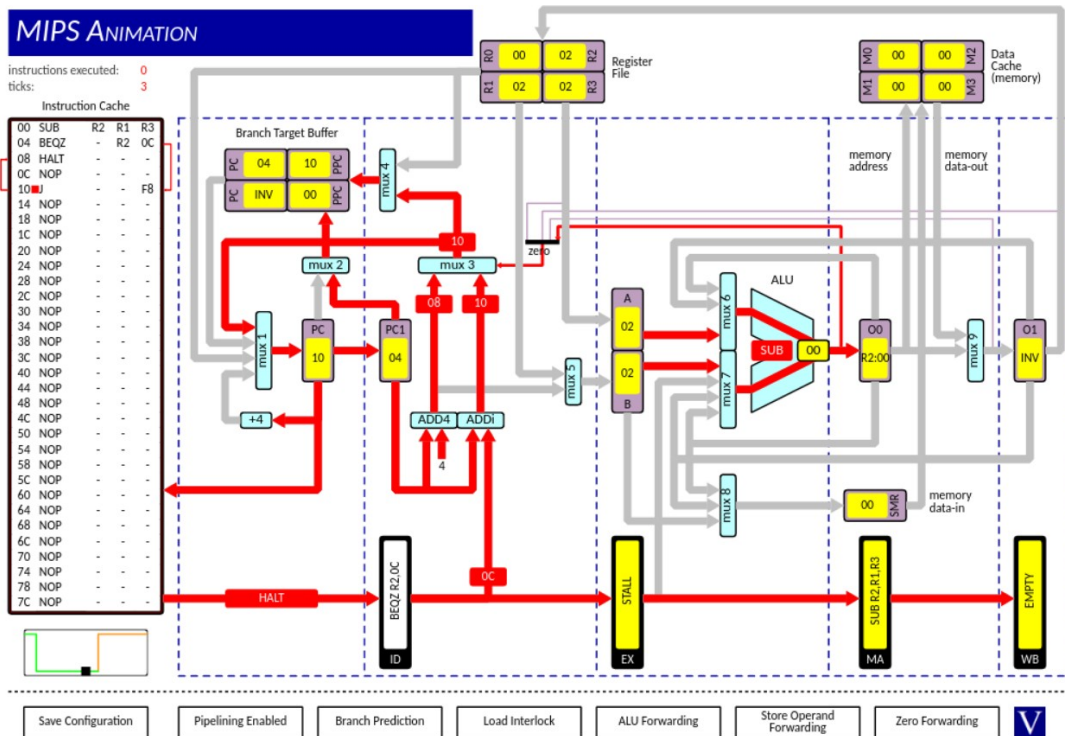 MIPS ANIMATION
instructions executed: 0
ticks: 3
Instruction Cache
00 SUB R2 R1 R3
04 BEQZ - R2 0C
08 HALT - - -
0C NOP - - -
10 J F8
14 NOP - - -
18 NOP - - -
1C NOP - - -
20 NOP - - -
24 NOP - - -
28 NOP - - -
2C NOP - - -
30 NOP - - -
34 NOP - - -
38 NOP - - -
3C NOP - - -
40 NOP - - -
44 NOP - - -
48 NOP - - -
4C NOP - - -
50 NOP - - -
54 NOP - - -
58 NOP - - -
5C NOP - - -
60 NOP - - -
64 NOP - - -
68 NOP - - -
6C NOP - - -
70 NOP - - -
74 NOP - - -
78 NOP - - -
7C NOP - - -
R0 00 02 R2
R1 02 02 R3
Register
File
M0 00 00 M2
M1 00 00 M3
Data
Cache
(memory)
Branch Target Buffer
PC 04 10 PPC
PC INV 00 PPC
mux 4
memory
address
memory
data-out
10
zero
mux 2
mux 3
08
10
mux 1
PC
10
PC1
04
+4
ADD4
ADDi
4
mux 5
A
02
02
B
mux 6
mux 7
ALU
SUB
00
O0
R2:00
mux 9
O1
INV
mux 8
00 SMR
memory
data-in
0C
HALT
BEQZ R2,0C
ID
STALL
EX
SUB R2,R1,R3
MA
EMPTY
WB
Save Configuration
Pipelining Enabled
Branch Prediction
Load Interlock
ALU Forwarding
Store Operand
Forwarding
Zero Forwarding
V